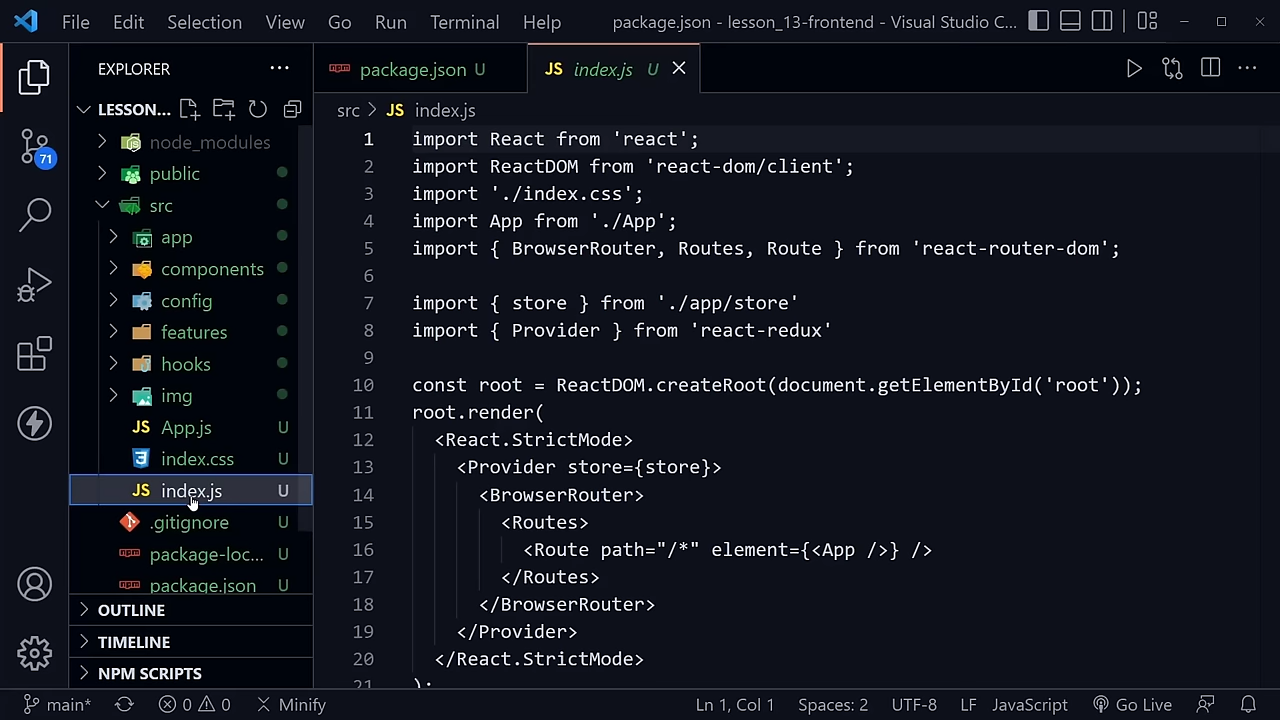 File Edit Selection View Go Run Terminal Help package.json - lesson_13-frontend - Visual Studio C...
EXPLORER
package.json U
JS index.js U
LESSON...
src > JS index.js
71
node_modules
public
src
app
components
config
features
hooks
img
JS App.js U
index.css U
JS index.js U
.gitignore U
package-loc... U
package.json U
OUTLINE
TIMELINE
NPM SCRIPTS
1 import React from 'react';
2 import ReactDOM from 'react-dom/client';
3 import './index.css';
4 import App from './App';
5 import { BrowserRouter, Routes, Route } from 'react-router-dom';
6
7 import { store } from './app/store'
8 import { Provider } from 'react-redux'
9
10 const root = ReactDOM.createRoot(document.getElementById('root'));
11 root.render(
12 <React.StrictMode>
13 <Provider store={store}>
14 <BrowserRouter>
15 <Routes>
16 <Route path="/*" element={<App />} />
17 </Routes>
18 </BrowserRouter>
19 </Provider>
20 </React.StrictMode>
21 );
main* 0 0 Minify Ln 1, Col 1 Spaces: 2 UTF-8 LF JavaScript Go Live